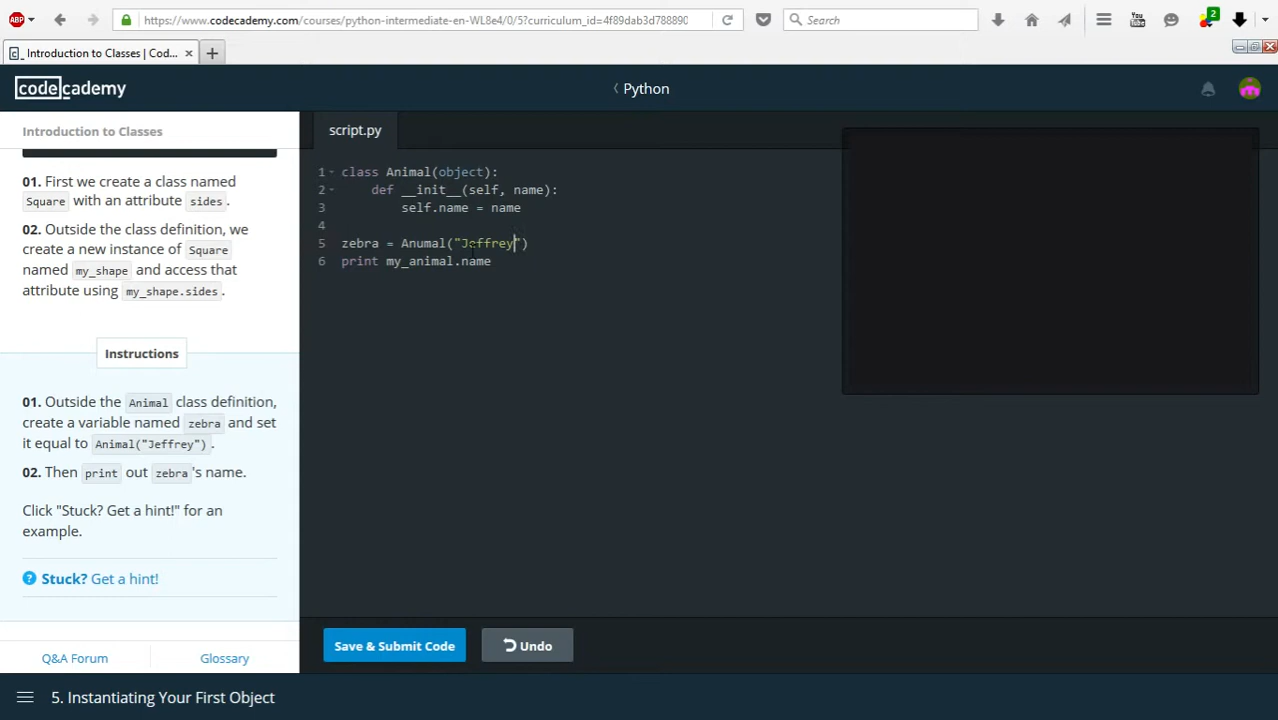 ABP
https://www.codecademy.com/courses/python-intermediate-en-WL8e4/0/5?curriculum_id=4f89dab3d788890
Search
You Tube
2
Introduction to Classes | Cod...
codecademy
Python
Introduction to Classes
script.py
01. First we create a class named
Square with an attribute sides.
02. Outside the class definition, we
create a new instance of Square
named my_shape and access that
attribute using my_shape.sides.
Instructions
01. Outside the Animal class definition,
create a variable named zebra and set
it equal to Animal("Jeffrey").
02. Then print out zebra's name.
Click "Stuck? Get a hint!" for an
example.
? Stuck? Get a hint!
Q&A Forum
Glossary
1 class Animal(object):
2 def __init__(self, name):
3 self.name = name
4
5 zebra = Anumal("Jeffrey")
6 print my_animal.name
Save & Submit Code
Undo
5. Instantiating Your First Object